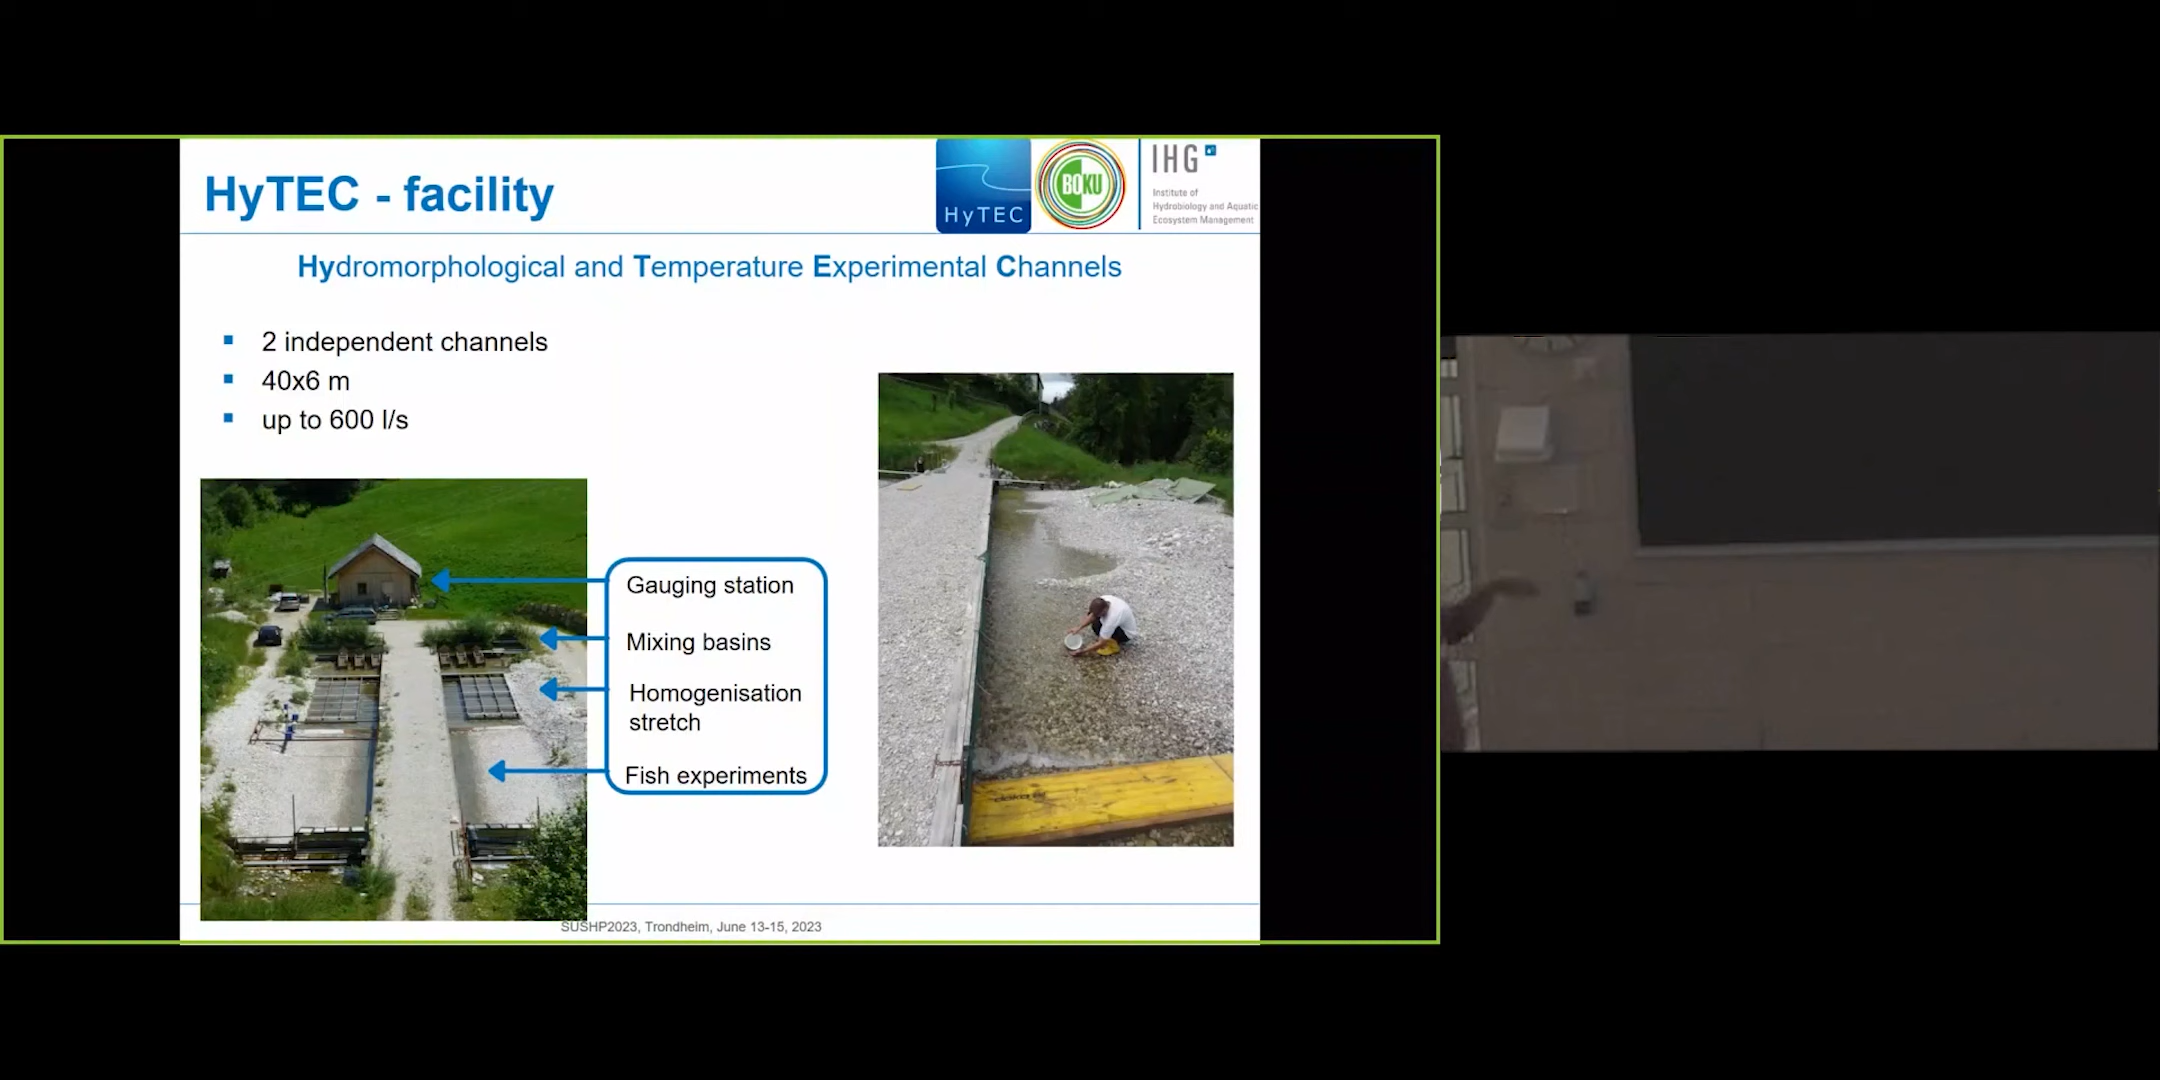 HyTEC - facility
HyTEC
BOKU
IHG
Institute of
Hydrobiology and Aquatic
Ecosystem Management
Hydromorphological and Temperature Experimental Channels
2 independent channels
40x6 m
up to 600 l/s
Gauging station
Mixing basins
Homogenisation
stretch
Fish experiments
SUSHP2023, Trondheim, June 13-15, 2023